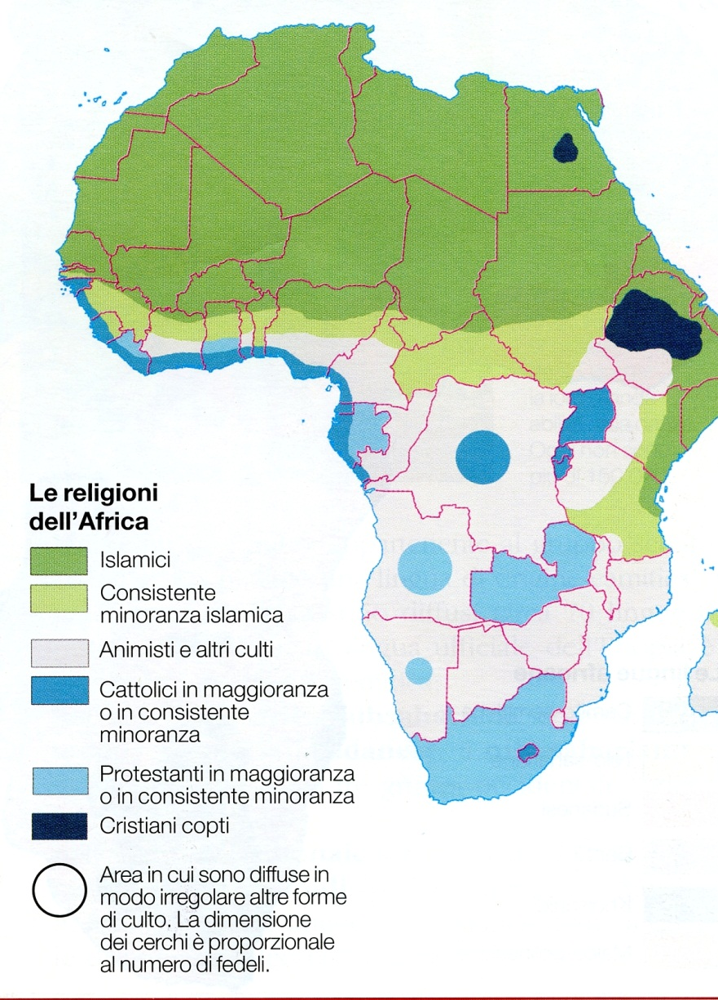 Le religioni
dell'Africa
Islamici
Consistente
minoranza islamica
Animisti e altri culti
Cattolici in maggioranza
o in consistente
minoranza
Protestanti in maggioranza
o in consistente minoranza
Cristiani copti
Area in cui sono diffuse in
modo irregolare altre forme
di culto. La dimensione
dei cerchi è proporzionale
al numero di fedeli.